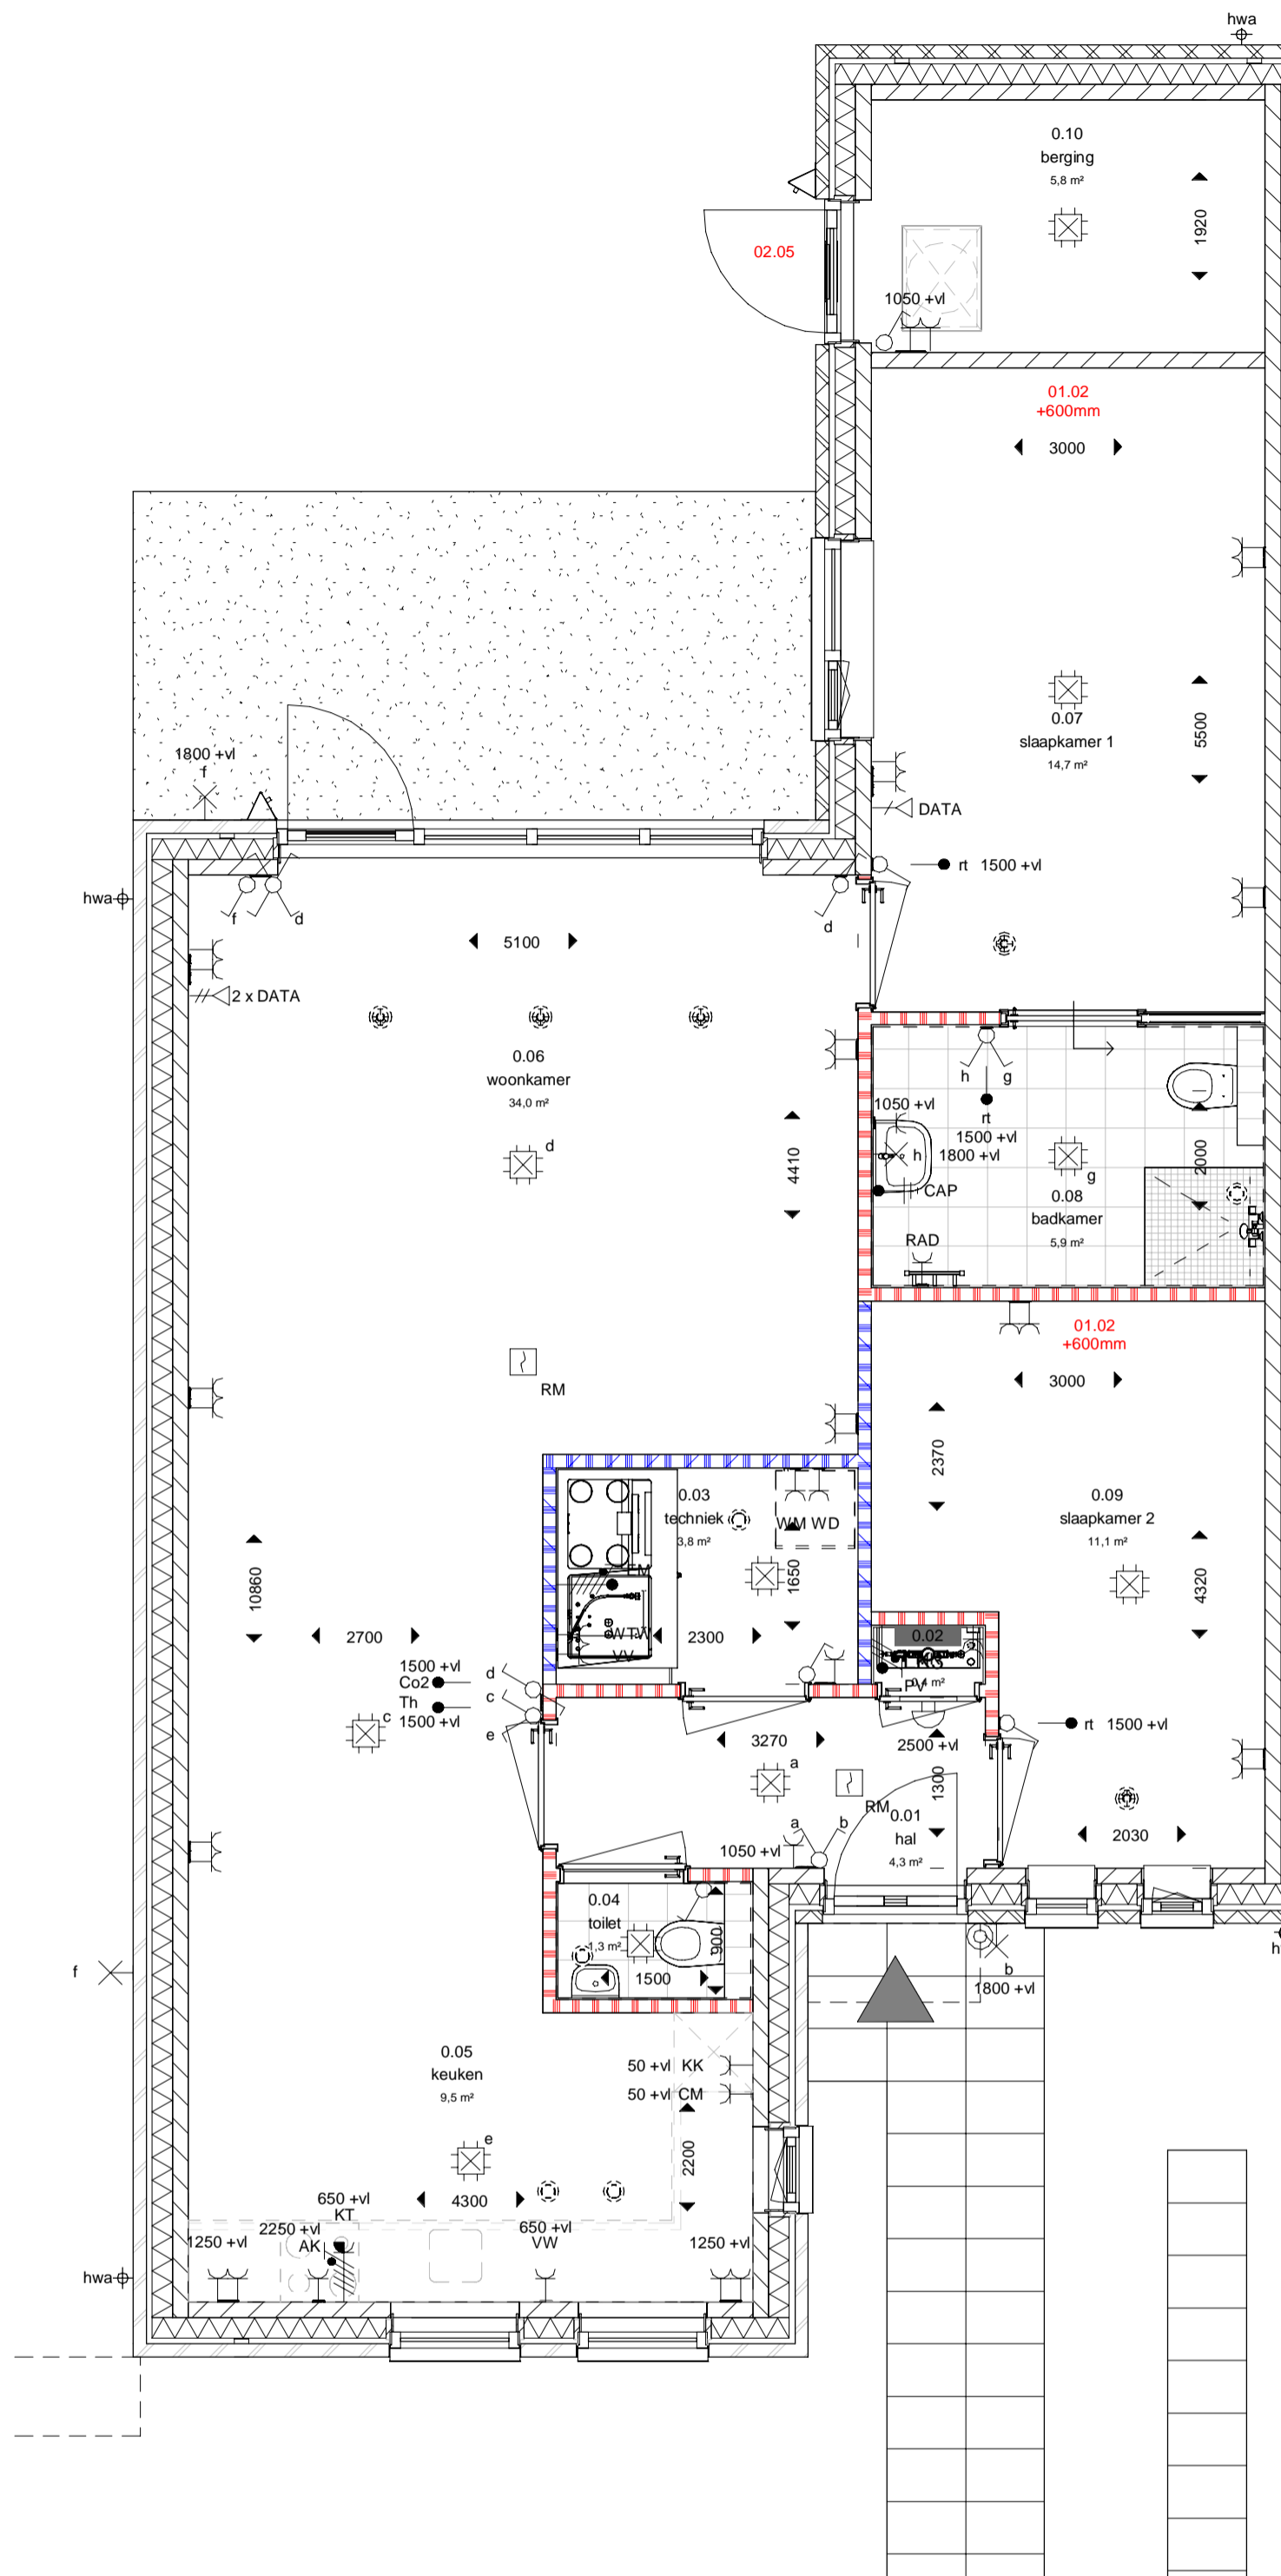 hwa
0.10
berging
5,8 m²
1920
02.05
1050 +vl
01.02
+600mm
3000
0.07
slaapkamer 1
14,7 m²
5500
1800 +vl
f
DATA
rt 1500 +vl
hwa
f
d
d
5100
2 x DATA
0.06
woonkamer
34,0 m²
d
4410
h
g
1050 +vl
rt
1500 +vl
h 1800 +vl
2000
g
CAP
0.08
badkamer
5,9 m²
RAD
01.02
+600mm
3000
RM
2370
0.03
techniek
3,8 m²
WM WD
0.09
slaapkamer 2
11,1 m²
10860
1650
4320
WTW
VV
2700
2300
0.02
PV
1500 +vl
d
Co2
Th
c
1500 +vl
c
e
3270
2500 +vl
rt 1500 +vl
a
1300
RM
0.01
hal
4,3 m²
a
b
2030
1050 +vl
0.04
toilet
1,3 m²
900
1500
f
b
1800 +vl
h
0.05
keuken
9,5 m²
50 +vl KK
50 +vl CM
e
2200
650 +vl
KT
4300
2250 +vl
1250 +vl
AK
650 +vl
VW
1250 +vl
hwa